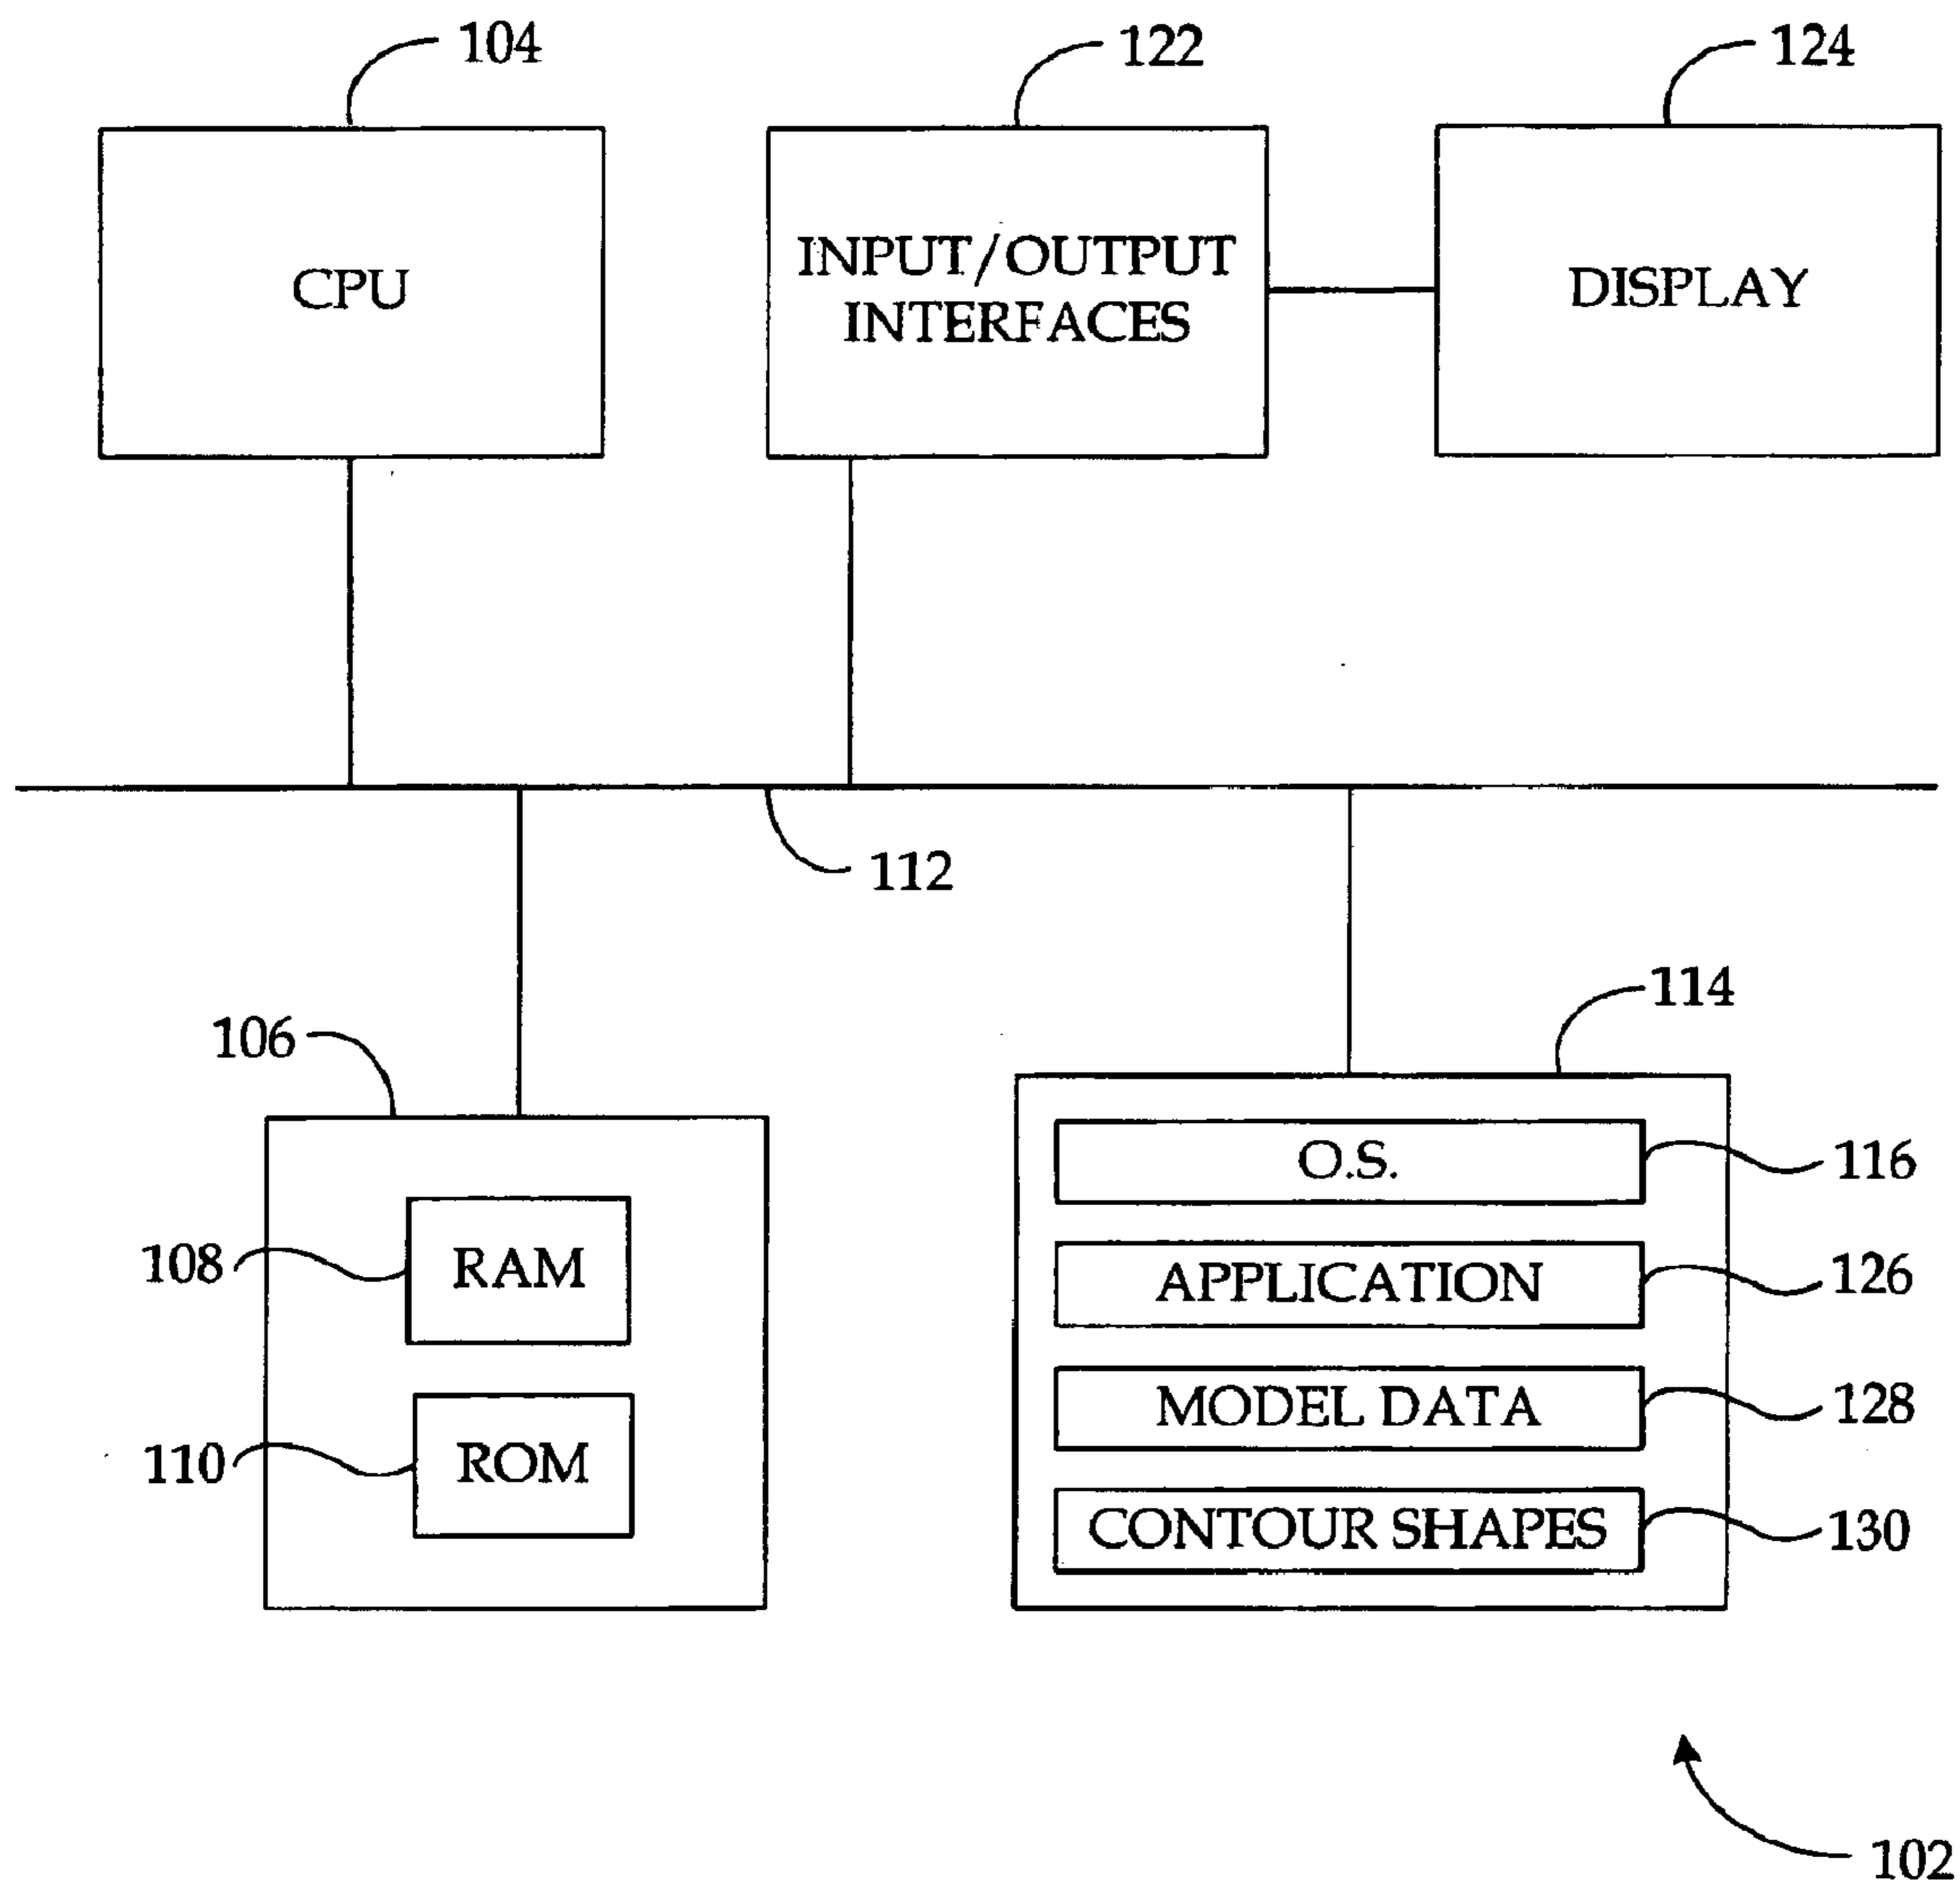 104
122
124
CPU
INPUT/OUTPUT
INTERFACES
DISPLAY
112
114
106
O.S.
116
108
RAM
APPLICATION
126
MODEL DATA
128
110
ROM
CONTOUR SHAPES
130
102